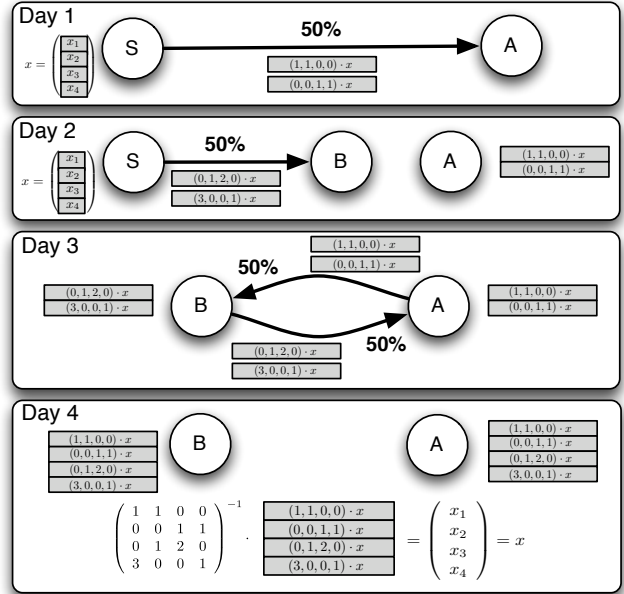 Day 1
50%
S
A
x =
x1
x2
x3
x4
(1, 1, 0, 0) · x
(0, 0, 1, 1) · x
Day 2
50%
S
B
A
x =
x1
x2
x3
x4
(0, 1, 2, 0) · x
(3, 0, 0, 1) · x
(1, 1, 0, 0) · x
(0, 0, 1, 1) · x
Day 3
(1, 1, 0, 0) · x
(0, 0, 1, 1) · x
50%
(0, 1, 2, 0) · x
(3, 0, 0, 1) · x
B
A
(1, 1, 0, 0) · x
(0, 0, 1, 1) · x
50%
(0, 1, 2, 0) · x
(3, 0, 0, 1) · x
Day 4
B
A
(1, 1, 0, 0) · x
(0, 0, 1, 1) · x
(0, 1, 2, 0) · x
(3, 0, 0, 1) · x
(1, 1, 0, 0) · x
(0, 0, 1, 1) · x
(0, 1, 2, 0) · x
(3, 0, 0, 1) · x
1 1 0 0
0 0 1 1
0 1 2 0
3 0 0 1
−1
·
(1, 1, 0, 0) · x
(0, 0, 1, 1) · x
(0, 1, 2, 0) · x
(3, 0, 0, 1) · x
=
x1
x2
x3
x4
= x